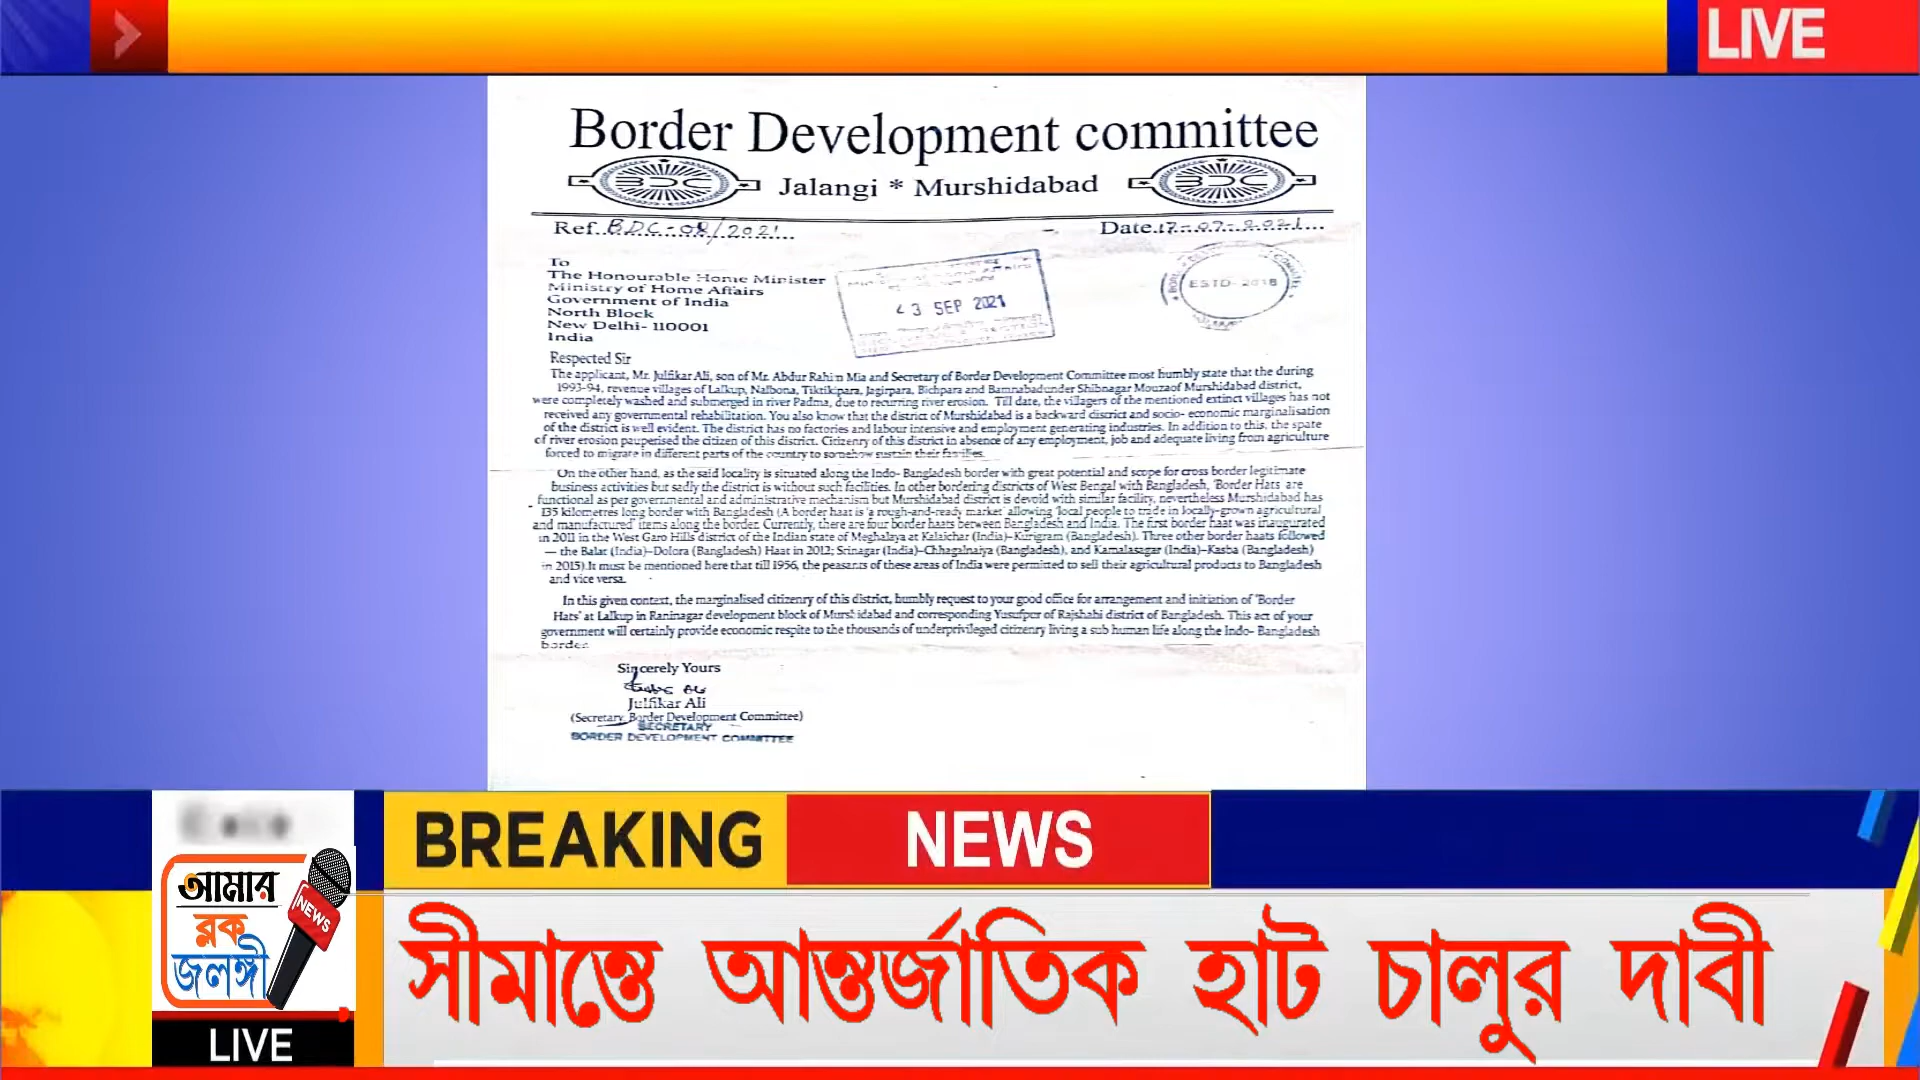 LIVE
Border Development committee
BDC Jalangi * Murshidabad BDC
Ref. BDC-08/2021 Date.17-07-2021
ESTD-2018
To
The Honourable Home Minister
Ministry of Home Affairs
Government of India
North Block
New Delhi- 110001
India
3 SEP 2021
Respected Sir
The applicant, Mr. Julfikar Ali, son of Mr. Abdur Rahim Mia and Secretary of Border Development Committee most humbly state that the during
1993-94, revenue villages of Lalkup, Nalbona, Tiktikipara, Jagirpara, Bichpara and Bamnabadunder Shibnagar Mouzaof Murshidabad district,
were completely washed and submerged in river Padma, due to recurring river erosion. Till date, the villagers of the mentioned extinct villages has not
received any governmental rehabilitation. You also know that the district of Murshidabad is a backward district and socio- economic marginalisation
of the district is well evident. The district has no factories and labour intensive and employment generating industries. In addition to this, the spate
of river erosion pauperised the citizen of this district. Citizenry of this district in absence of any employment, job and adequate living from agriculture
forced to migrate in different parts of the country to somehow sustain their families.
On the other hand, as the said locality is situated along the Indo- Bangladesh border with great potential and scope for cross border legitimate
business activities but sadly the district is without such facilities. In other bordering districts of West Bengal with Bangladesh, 'Border Hats' are
functional as per governmental and administrative mechanism but Murshidabad district is devoid with similar facility, nevertheless Murshidabad has
135 kilometres long border with Bangladesh (A border haat is 'a rough-and-ready market' allowing 'local people to trade in locally-grown agricultural
and manufactured' items along the border. Currently, there are four border haats between Bangladesh and India. The first border haat was inaugurated
in 2011 in the West Garo Hills district of the Indian state of Meghalaya at Kalaichar (India)–Kurigram (Bangladesh). Three other border haats followed
— the Balat (India)–Dolora (Bangladesh) Haat in 2012; Srinagar (India)–Chhagalnaiya (Bangladesh), and Kamalasagar (India)–Kasba (Bangladesh)
in 2015).It must be mentioned here that till 1956, the peasants of these areas of India were permitted to sell their agricultural products to Bangladesh
and vice versa.
In this given context, the marginalised citizenry of this district, humbly request to your good office for arrangement and initiation of 'Border
Hats' at Lalkup in Raninagar development block of Murshidabad and corresponding Yusufpur of Rajshahi district of Bangladesh. This act of your
government will certainly provide economic respite to the thousands of underprivileged citizenry living a sub human life along the Indo- Bangladesh
border.
Sincerely Yours
Julfikar Ali
(Secretary, Border Development Committee)
SECRETARY
BORDER DEVELOPMENT COMMITTEE
BREAKING NEWS
আমার
ব্লক
জলঙ্গী
NEWS
LIVE
সীমান্তে আন্তর্জাতিক হাট চালুর দাবী